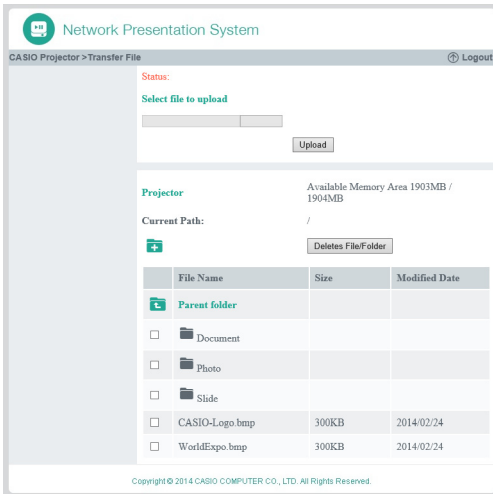 Network Presentation System
CASIO Projector >Transfer File Logout
Status:
Select file to upload
Upload
Projector Available Memory Area 1903MB /
1904MB
Current Path: /
Deletes File/Folder
File Name Size Modified Date
Parent folder
Document
Photo
Slide
CASIO-Logo.bmp 300KB 2014/02/24
WorldExpo.bmp 300KB 2014/02/24
Copyright © 2014 CASIO COMPUTER CO., LTD. All Rights Reserved.